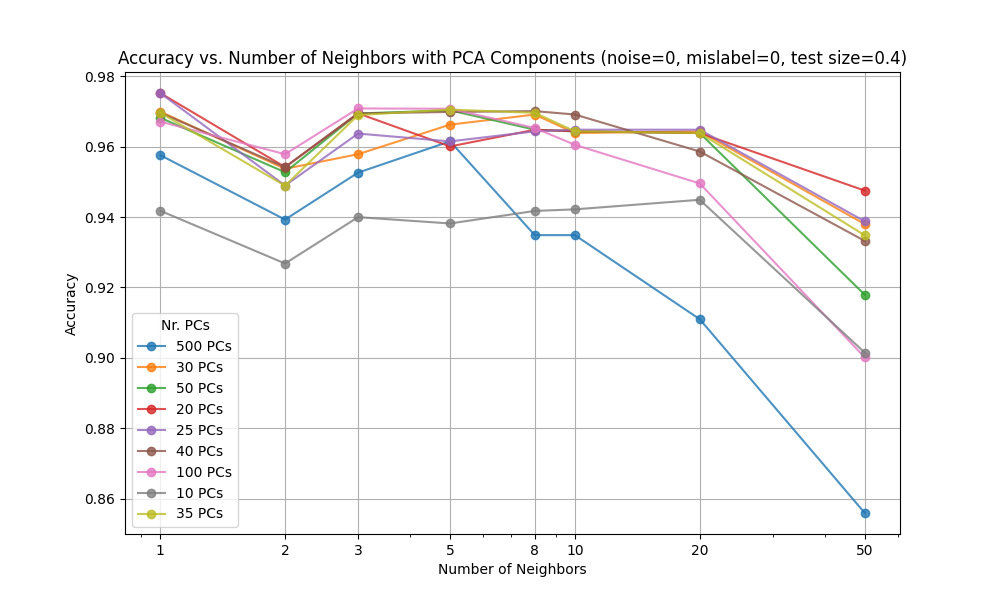 Accuracy vs. Number of Neighbors with PCA Components (noise=0, mislabel=0, test size=0.4)
0.98
0.96
0.94
0.92
0.90
0.88
0.86
Accuracy
Nr. PCs
500 PCs
30 PCs
50 PCs
20 PCs
25 PCs
40 PCs
100 PCs
10 PCs
35 PCs
1 2 3 5 8 10 20 50
Number of Neighbors